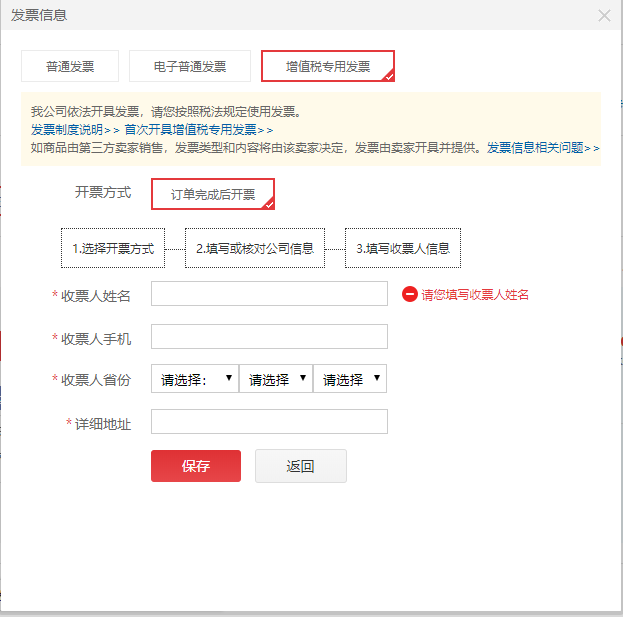 发票信息
普通发票 电子普通发票 增值税专用发票
我公司依法开具发票，请您按照税法规定使用发票。
发票制度说明>> 首次开具增值税专用发票>>
如商品由第三方卖家销售，发票类型和内容将由该卖家决定，发票由卖家开具并提供。发票信息相关问题>>
开票方式 订单完成后开票
1.选择开票方式 2.填写或核对公司信息 3.填写收票人信息
*收票人姓名 请您填写收票人姓名
*收票人手机
*收票人省份 请选择： 请选择 请选择
*详细地址
保存 返回